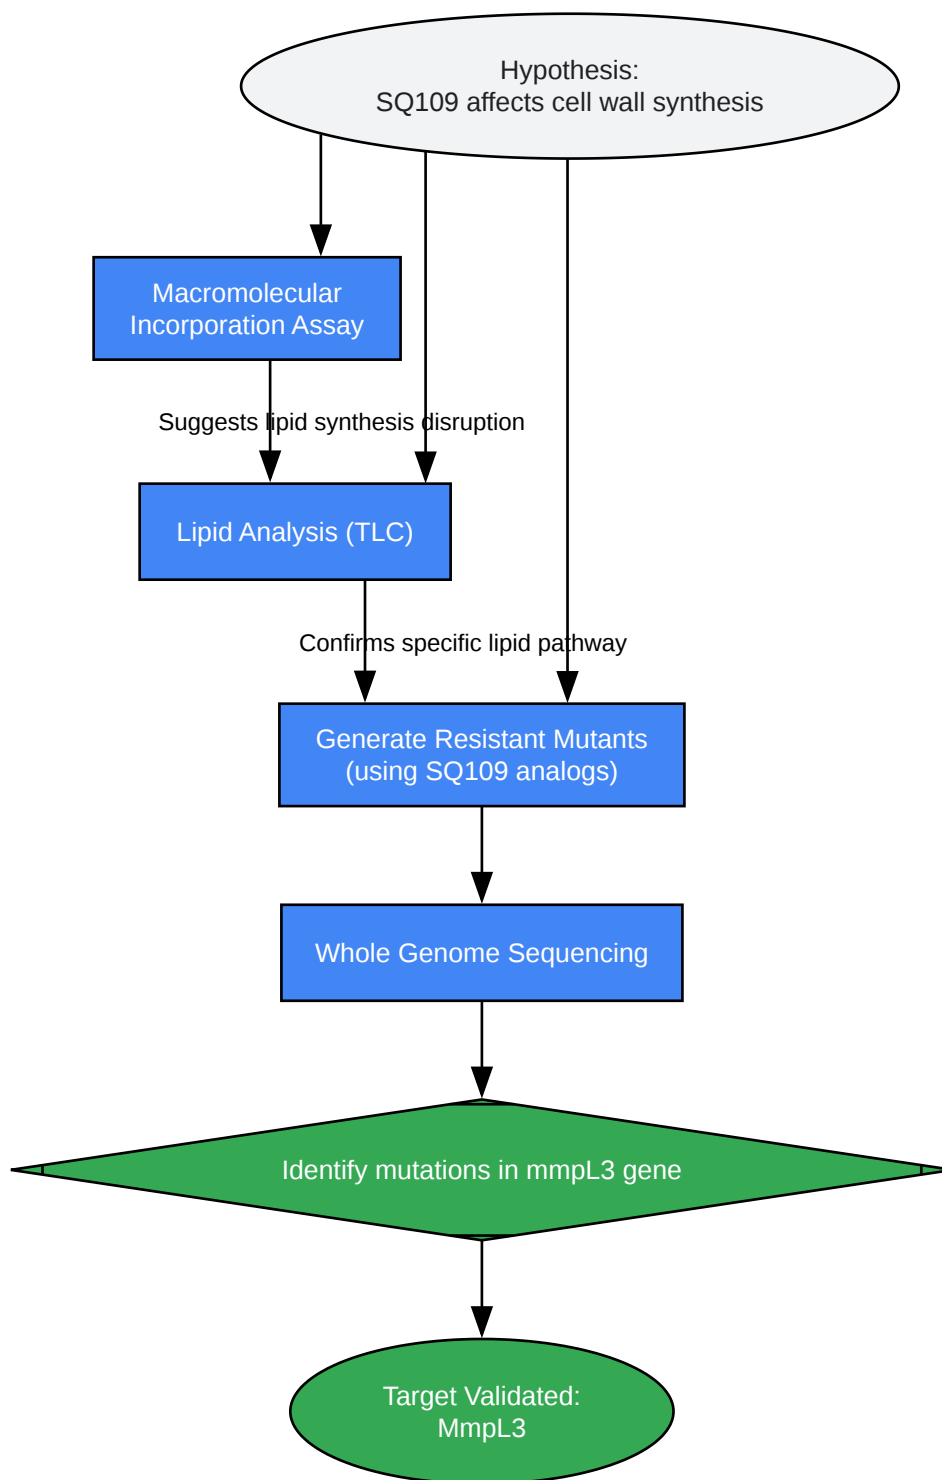 Hypothesis:
SQ109 affects cell wall synthesis
Macromolecular
Incorporation Assay
Suggests lipid synthesis disruption
Lipid Analysis (TLC)
Confirms specific lipid pathway
Generate Resistant Mutants
(using SQ109 analogs)
Whole Genome Sequencing
Identify mutations in mmpL3 gene
Target Validated:
MmpL3